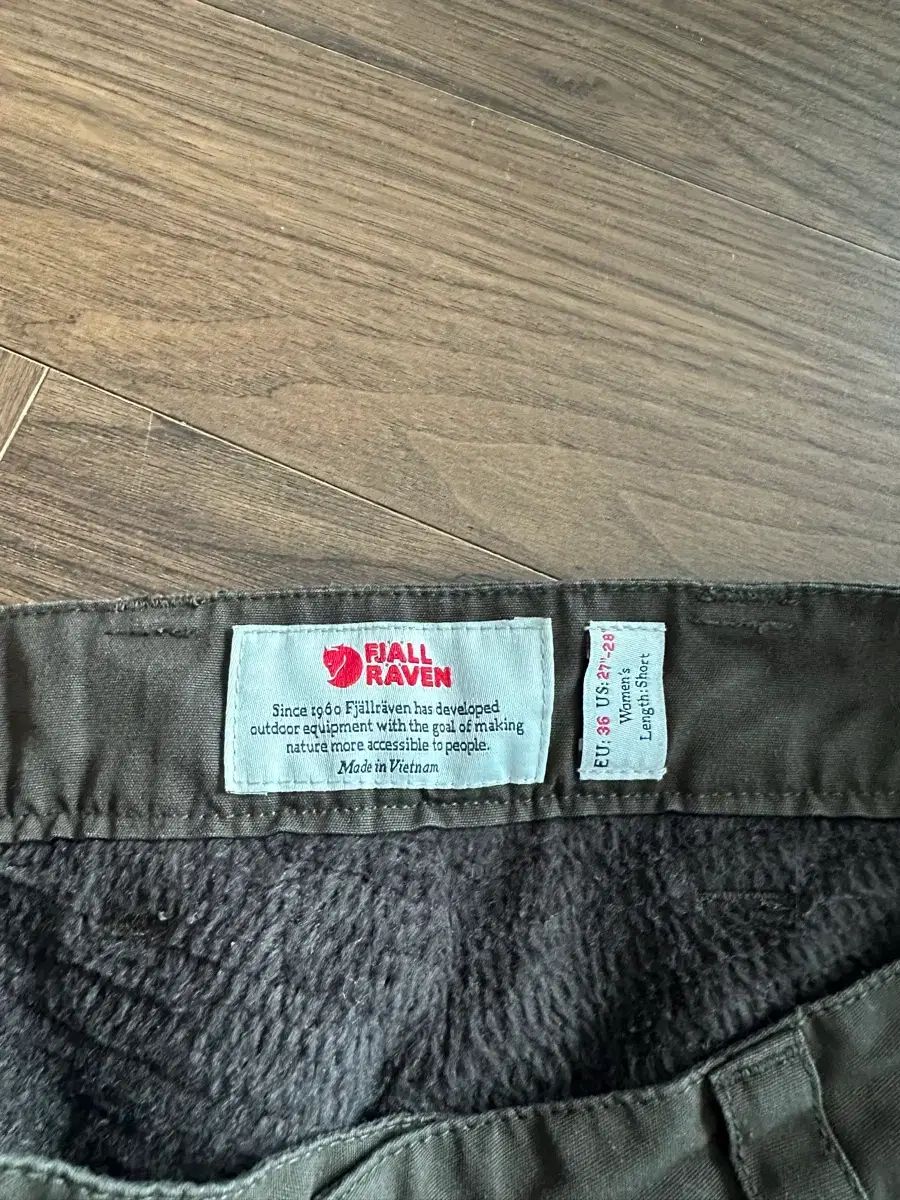 FJÄLL
RÄVEN
Since 1960 Fjällräven has developed
outdoor equipment with the goal of making
nature more accessible to people.
Made in Vietnam
EU: 36 US: 27"-28"
Women's
Length: Short